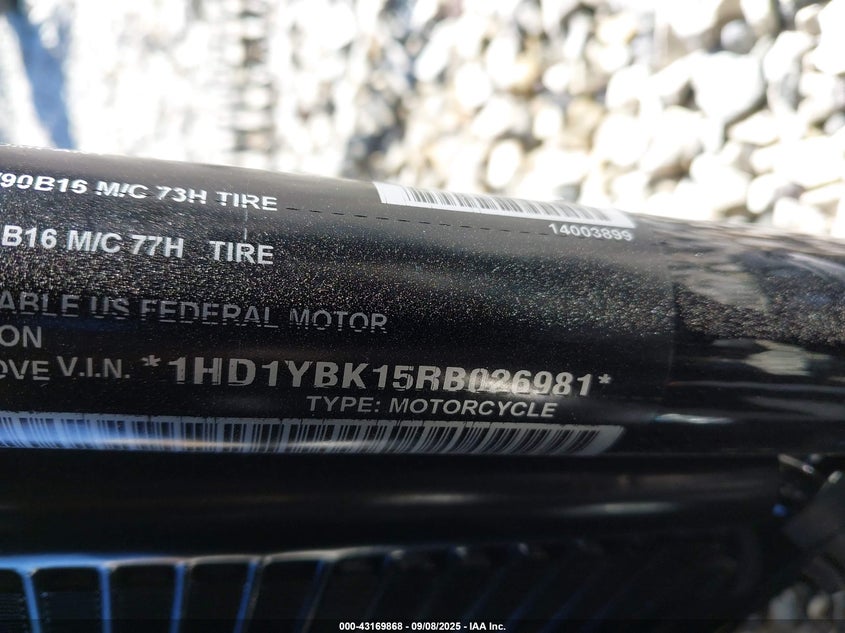 /90B16 M/C 73H TIRE
14003899
B16 M/C 77H TIRE
ABLE US FEDERAL MOTOR
ON
OVE V.I.N. *1HD1YBK15RB026981*
TYPE: MOTORCYCLE
000-43169868 - 09/08/2025 - IAA Inc.